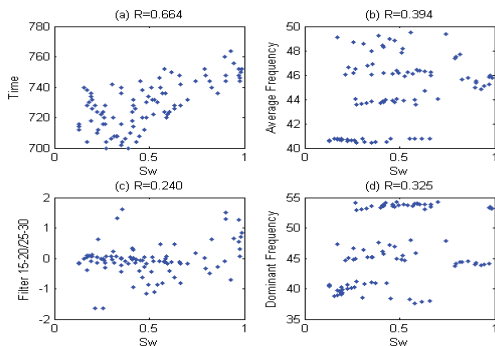 (a) R=0.664
780
760
740
720
700
Time
0
0.5
1
Sw
(b) R=0.394
50
48
46
44
42
40
Average Frequency
0
0.5
1
Sw
(c) R=0.240
2
1
0
-1
-2
Filter 15-20/25-30
0
0.5
1
Sw
(d) R=0.325
55
50
45
40
35
Dominant Frequency
0
0.5
1
Sw